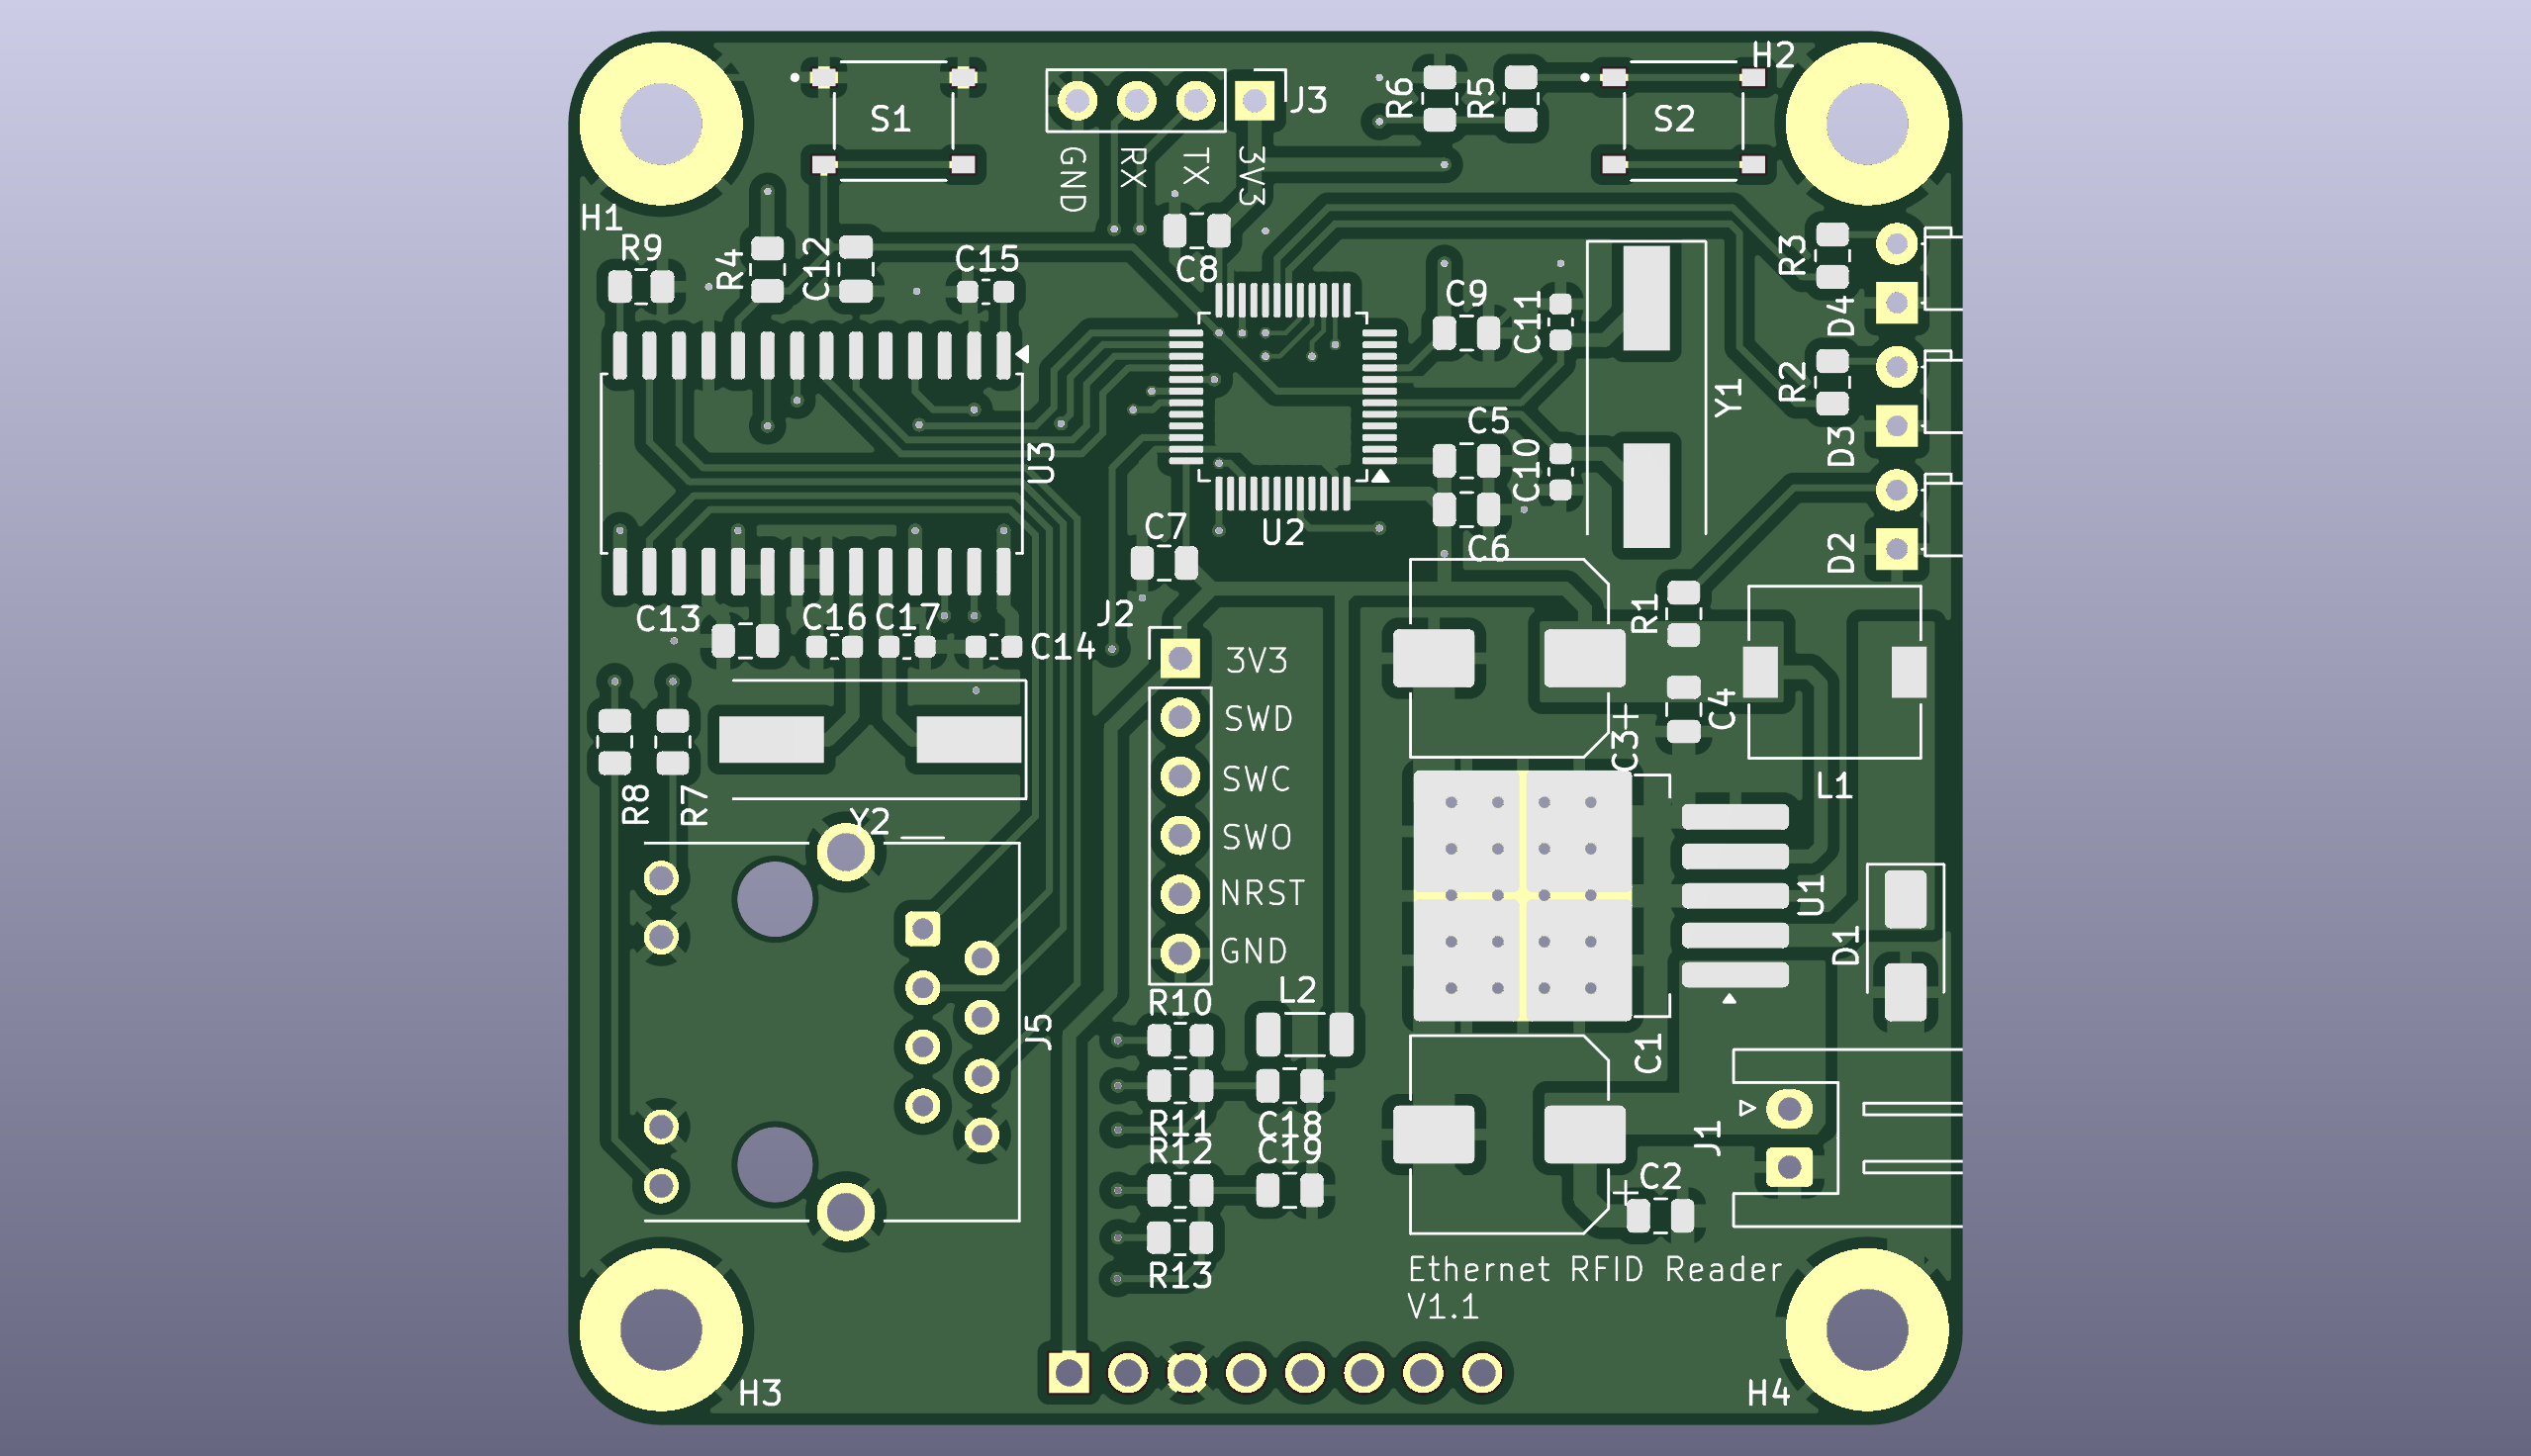 H2
S1
J3
R6
R5
S2
GND
RX
TX
3V3
H1
R9
R4
C12
C15
C8
R3
D4
C9
C11
Y1
R2
D3
U3
C5
C10
C7
U2
C6
D2
C13
C16
C17
C14
J2
R1
3V3
SWD
SWC
SWO
NRST
GND
C4
C3
L1
R8
R7
Y2
U1
D1
R10
L2
J5
C1
R11
C18
R12
C19
J1
C2
R13
Ethernet RFID Reader
V1.1
H3
H4